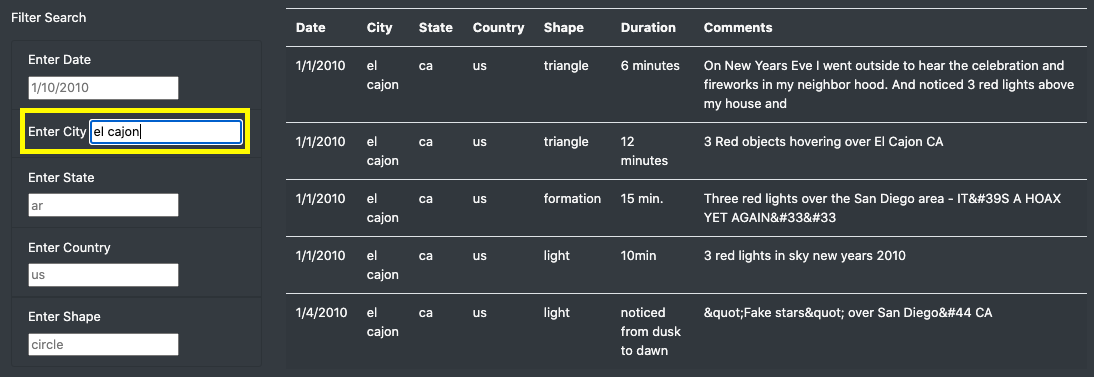 Filter Search
Enter Date
1/10/2010
Enter City el cajon
Enter State
ar
Enter Country
us
Enter Shape
circle
Date City State Country Shape Duration Comments
1/1/2010 el ca us triangle 6 minutes On New Years Eve I went outside to hear the celebration and
cajon fireworks in my neighbor hood. And noticed 3 red lights above
my house and
1/1/2010 el ca us triangle 12 3 Red objects hovering over El Cajon CA
cajon minutes
1/1/2010 el ca us formation 15 min. Three red lights over the San Diego area - IT&#39S A HOAX
cajon YET AGAIN&#33&#33
1/1/2010 el ca us light 10min 3 red lights in sky new years 2010
cajon
1/4/2010 el ca us light noticed &quot;Fake stars&quot; over San Diego&#44 CA
cajon from dusk
to dawn